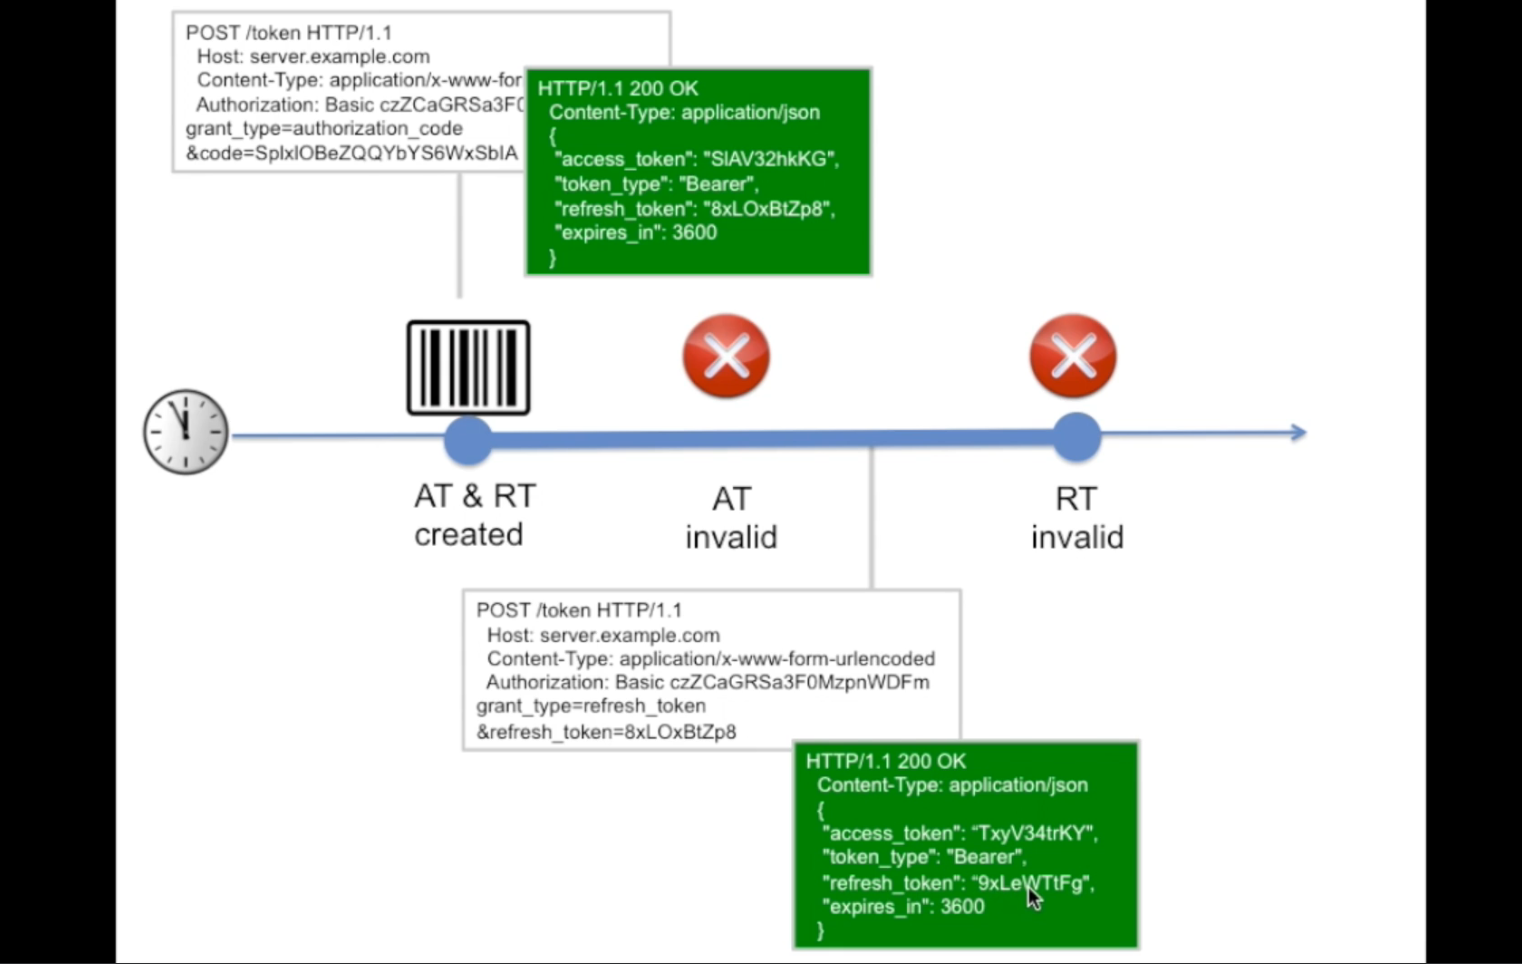 POST /token HTTP/1.1
Host: server.example.com
Content-Type: application/x-www-for
Authorization: Basic czZCaGRSa3F0
grant_type=authorization_code
&code=SplxlOBeZQQYbYS6WxSbIA
HTTP/1.1 200 OK
Content-Type: application/json
{
"access_token": "SlAV32hkKG",
"token_type": "Bearer",
"refresh_token": "8xLOxBtZp8",
"expires_in": 3600
}
AT & RT
created
AT
invalid
RT
invalid
POST /token HTTP/1.1
Host: server.example.com
Content-Type: application/x-www-form-urlencoded
Authorization: Basic czZCaGRSa3F0MzpnWDFm
grant_type=refresh_token
&refresh_token=8xLOxBtZp8
HTTP/1.1 200 OK
Content-Type: application/json
{
"access_token": “TxyV34trKY",
"token_type": "Bearer",
"refresh_token": “9xLeWTtFg",
"expires_in": 3600
}